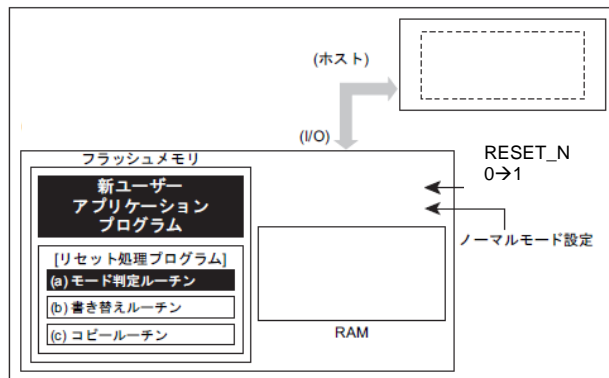 (ホスト)
(I/O)
フラッシュメモリ
新ユーザー
アプリケーション
プログラム
[リセット処理プログラム]
(a) モード判定ルーチン
(b) 書き替えルーチン
(c) コピールーチン
RAM
RESET_N
0→1
ノーマルモード設定